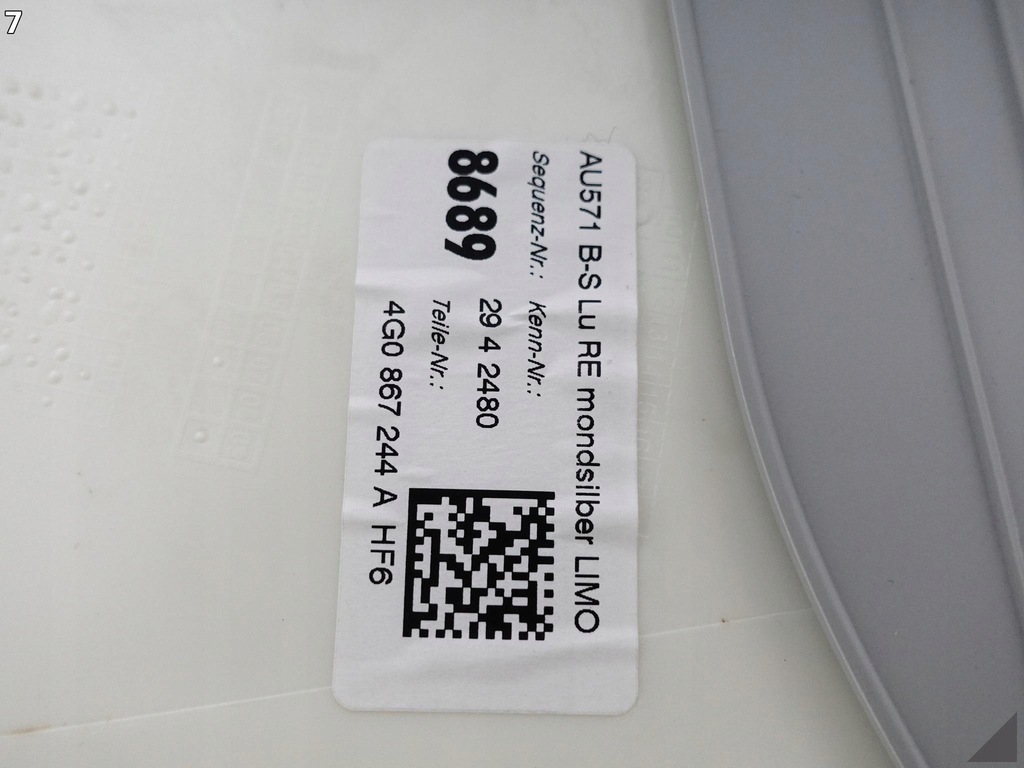 7
AU571 B-S Lu RE mondsilber LIMO
Sequenz-Nr.: Kenn-Nr.:
8689 29 4 2480
Teile-Nr.:
4G0 867 244 A HF6